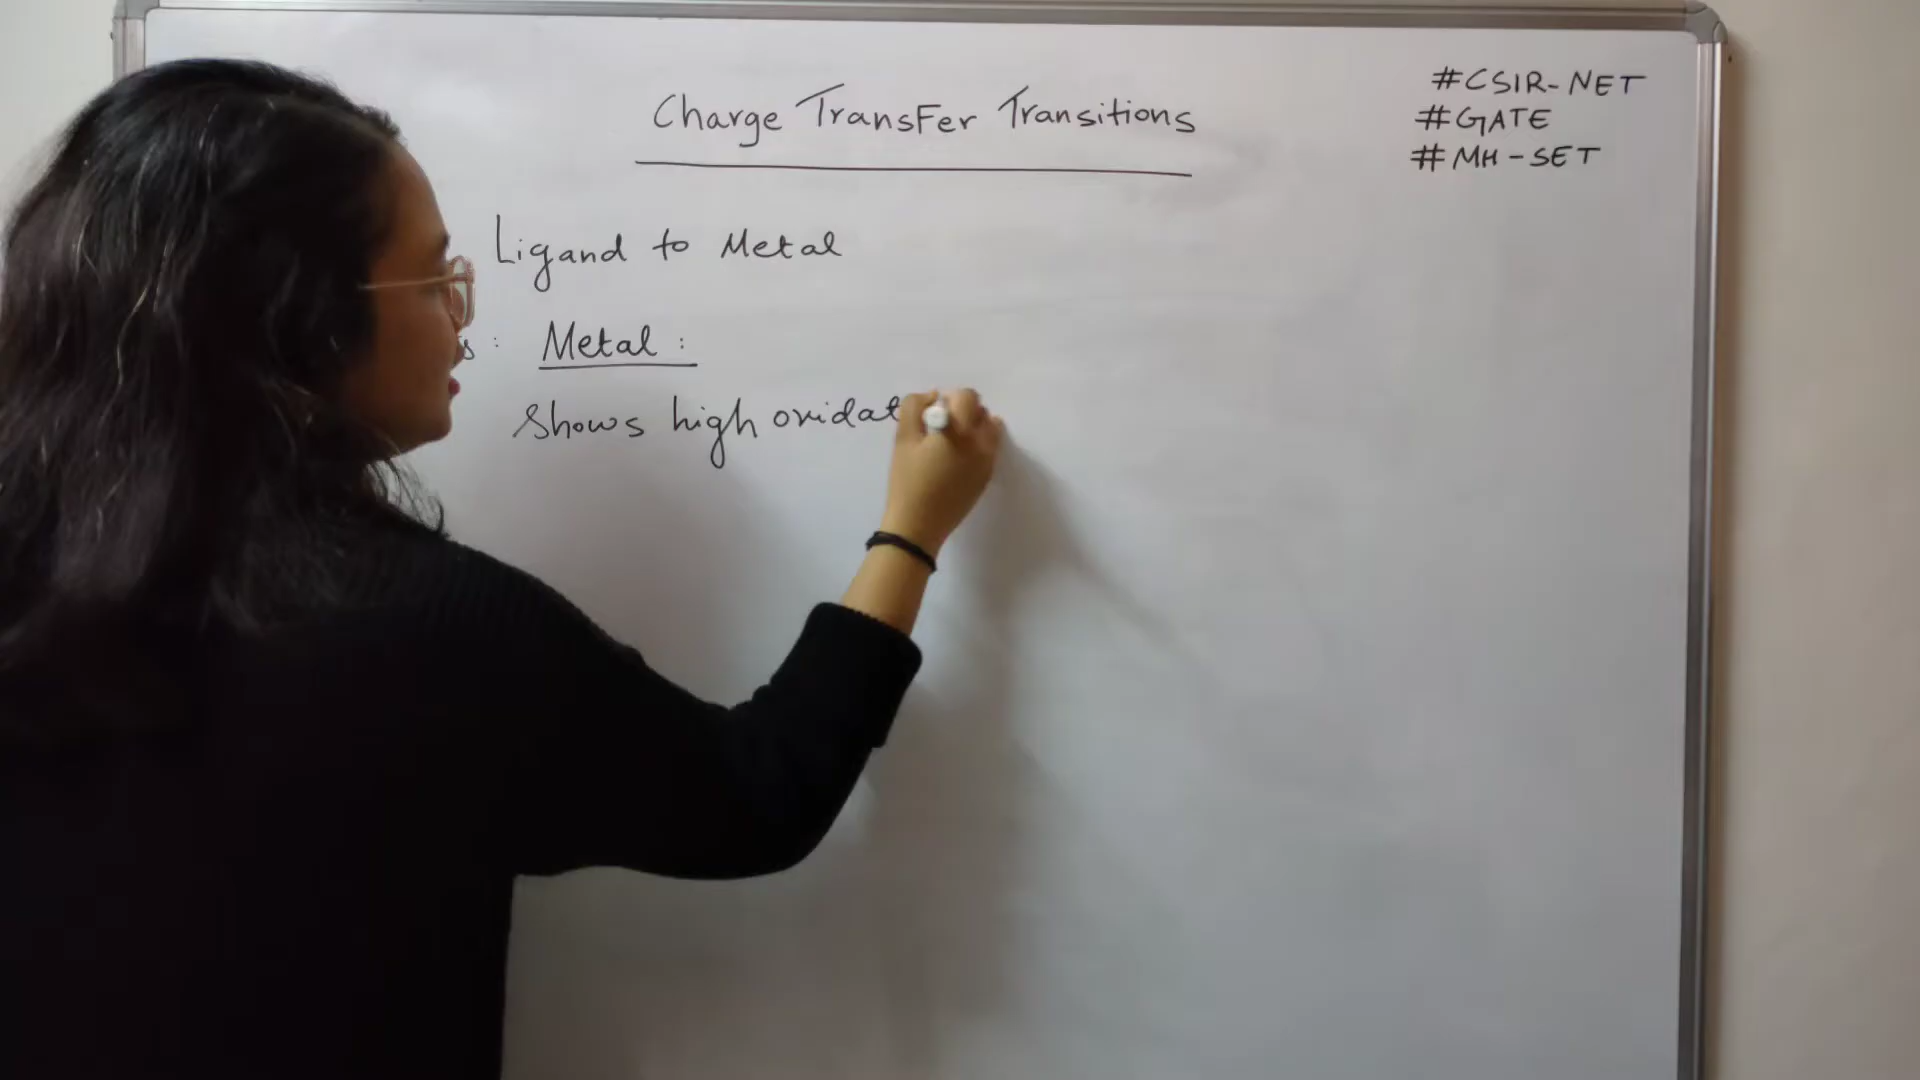 Charge Transfer Transitions
#CSIR-NET
#GATE
#MH-SET
Ligand to Metal
s : Metal :
Shows high oxidat